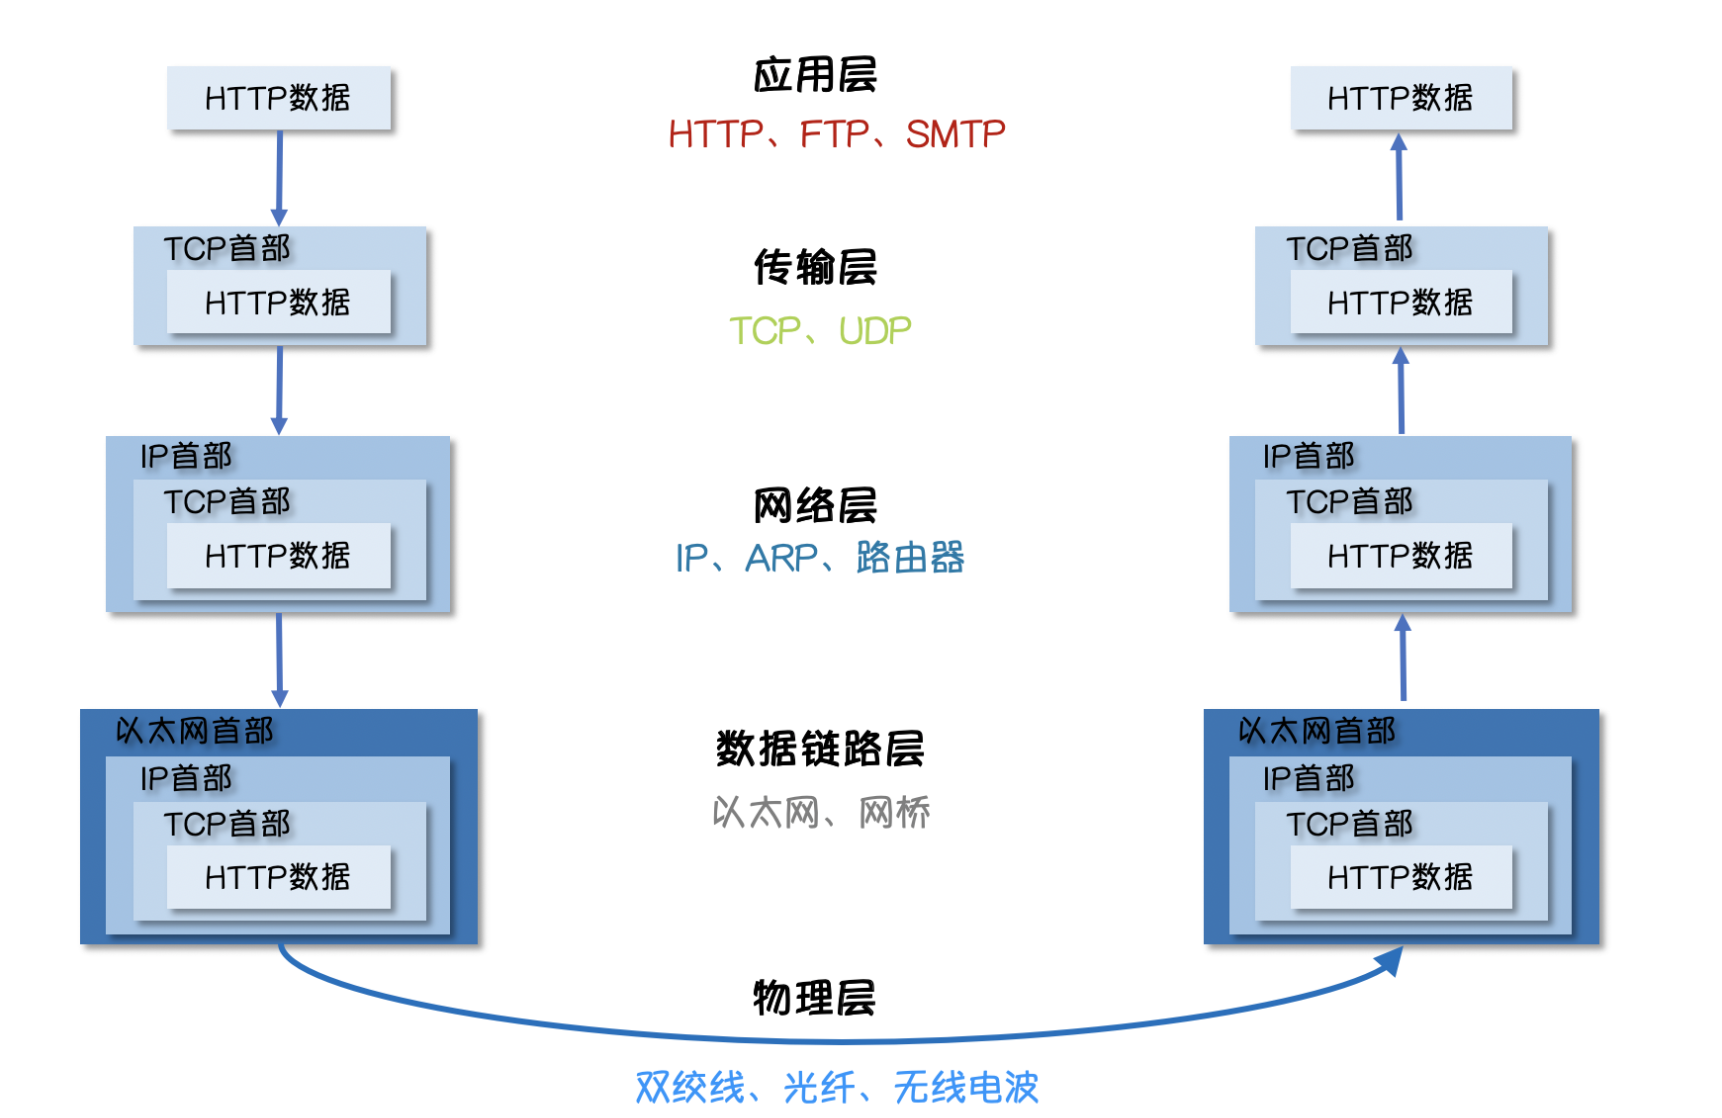 HTTP数据
TCP首部
HTTP数据
IP首部
TCP首部
HTTP数据
以太网首部
IP首部
TCP首部
HTTP数据
应用层
HTTP、FTP、SMTP
传输层
TCP、UDP
网络层
IP、ARP、路由器
数据链路层
以太网、网桥
物理层
双绞线、光纤、无线电波
HTTP数据
TCP首部
HTTP数据
IP首部
TCP首部
HTTP数据
以太网首部
IP首部
TCP首部
HTTP数据